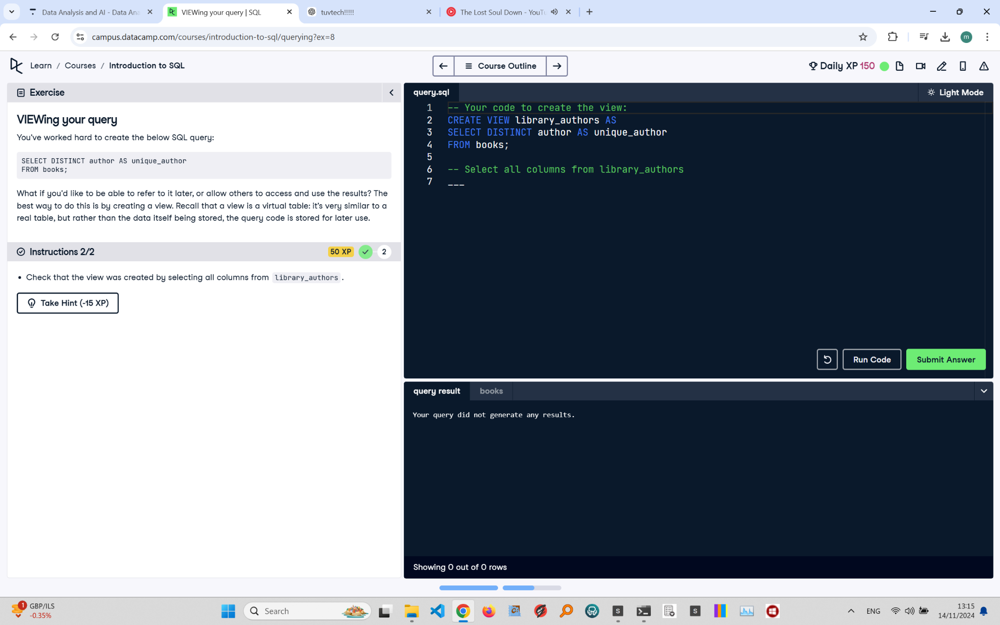 Data Analysis and AI - Data Ana
VIEWing your query | SQL
tuvtech!!!!!
The Lost Soul Down - YouTu
campus.datacamp.com/courses/introduction-to-sql/querying?ex=8
m
Learn / Courses / Introduction to SQL
Course Outline
Daily XP 150
Exercise
VIEWing your query
You've worked hard to create the below SQL query:
SELECT DISTINCT author AS unique_author
FROM books;
What if you'd like to be able to refer to it later, or allow others to access and use the results? The
best way to do this is by creating a view. Recall that a view is a virtual table: it's very similar to a
real table, but rather than the data itself being stored, the query code is stored for later use.
Instructions 2/2
50 XP
2
• Check that the view was created by selecting all columns from library_authors.
Take Hint (-15 XP)
query.sql
Light Mode
1 -- Your code to create the view:
2 CREATE VIEW library_authors AS
3 SELECT DISTINCT author AS unique_author
4 FROM books;
5
6 -- Select all columns from library_authors
7 ___
Run Code
Submit Answer
query result
books
Your query did not generate any results.
Showing 0 out of 0 rows
1
GBP/ILS
-0.35%
Search
S
S
ENG
13:15
14/11/2024